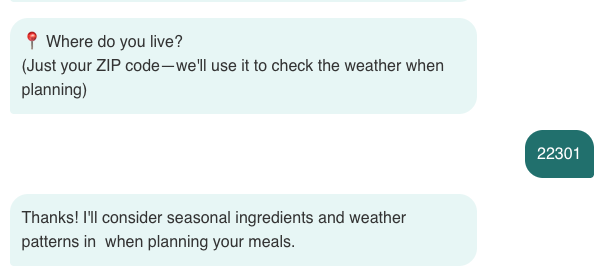 📍 Where do you live?
(Just your ZIP code—we'll use it to check the weather when
planning)
22301
Thanks! I'll consider seasonal ingredients and weather
patterns in  when planning your meals.